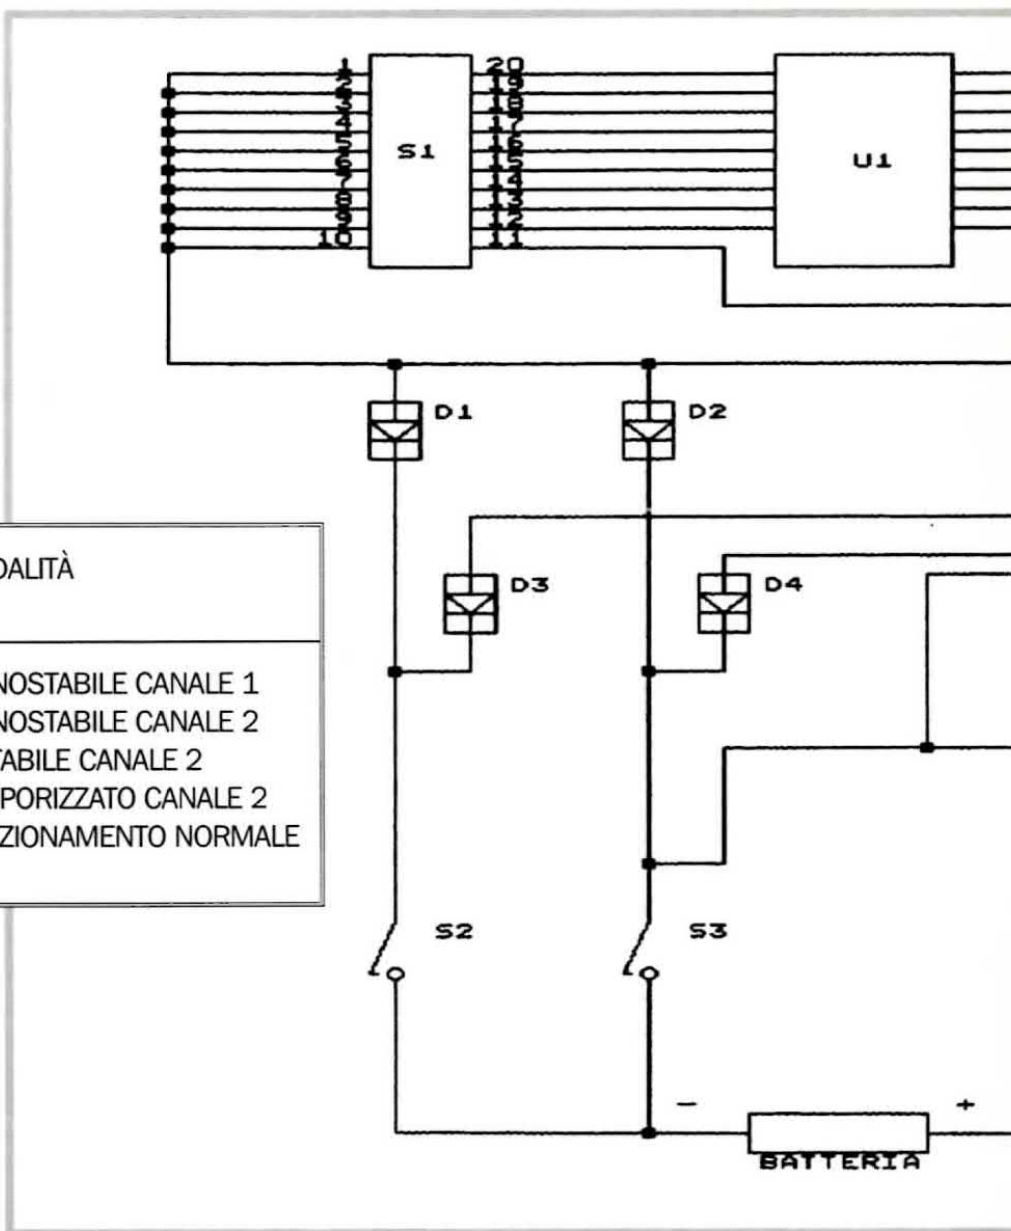 1
2
3
4
5
6
7
8
9
10
S1
20
19
18
17
16
15
14
13
12
11
U1
D1
D2
D3
D4
DALITÀ
NOSTABILE CANALE 1
NOSTABILE CANALE 2
TABILE CANALE 2
PORIZZATO CANALE 2
ZIONAMENTO NORMALE
S2
S3
-
+
BATTERIA